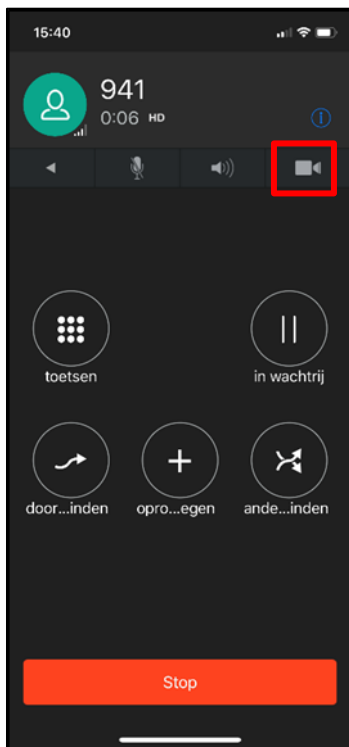 15:40
941
0:06 HD
toetsen
in wachtrij
door...inden
opro...egen
ande...inden
Stop